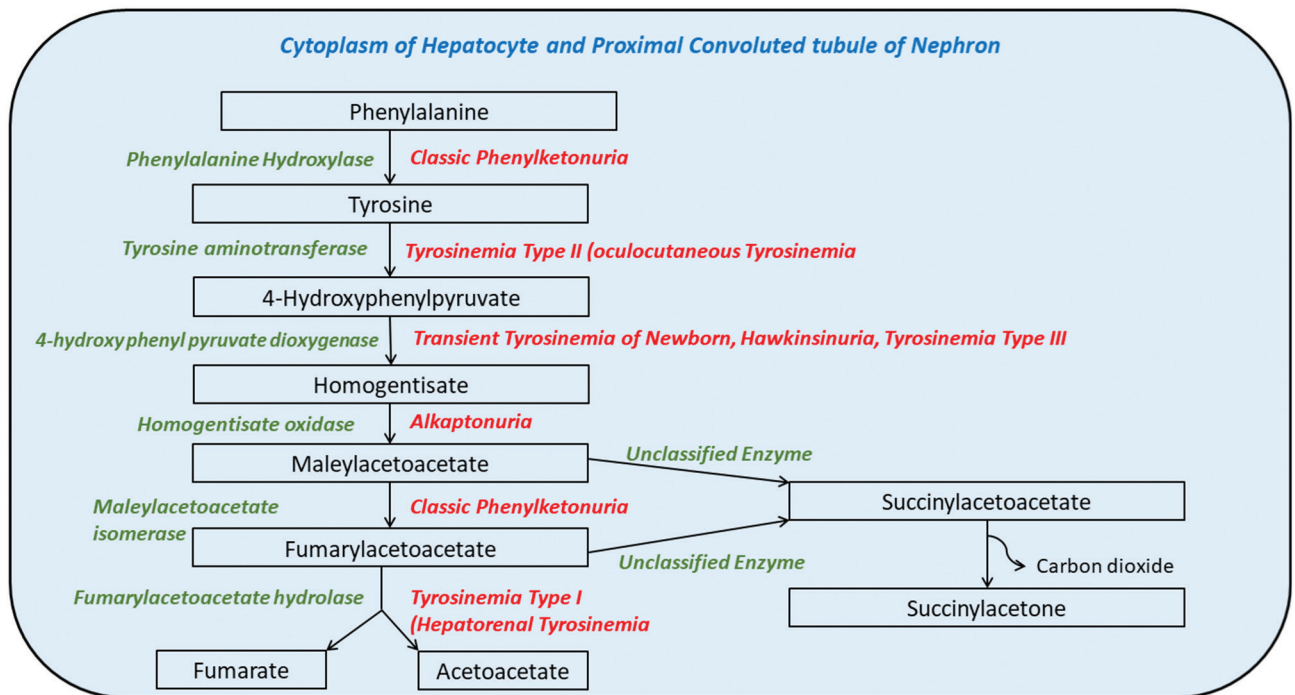 Cytoplasm of Hepatocyte and Proximal Convoluted tubule of Nephron
Phenylalanine
Phenylalanine Hydroxylase
Classic Phenylketonuria
Tyrosine
Tyrosine aminotransferase
Tyrosinemia Type II (oculocutaneous Tyrosinemia
4-Hydroxyphenylpyruvate
4-hydroxy phenyl pyruvate dioxygenase
Transient Tyrosinemia of Newborn, Hawkinsinuria, Tyrosinemia Type III
Homogentisate
Homogentisate oxidase
Alkaptonuria
Maleylacetoacetate
Unclassified Enzyme
Maleylacetoacetate
isomerase
Classic Phenylketonuria
Succinylacetoacetate
Fumarylacetoacetate
Unclassified Enzyme
Carbon dioxide
Fumarylacetoacetate hydrolase
Tyrosinemia Type I
(Hepatorenal Tyrosinemia
Succinylacetone
Fumarate
Acetoacetate